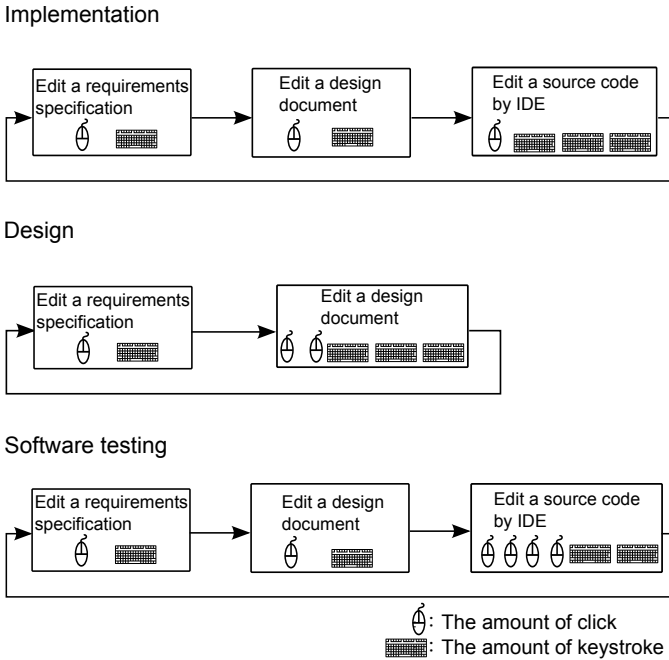 Implementation
Edit a requirements
specification
Edit a design
document
Edit a source code
by IDE
Design
Edit a requirements
specification
Edit a design
document
Software testing
Edit a requirements
specification
Edit a design
document
Edit a source code
by IDE
: The amount of click
: The amount of keystroke